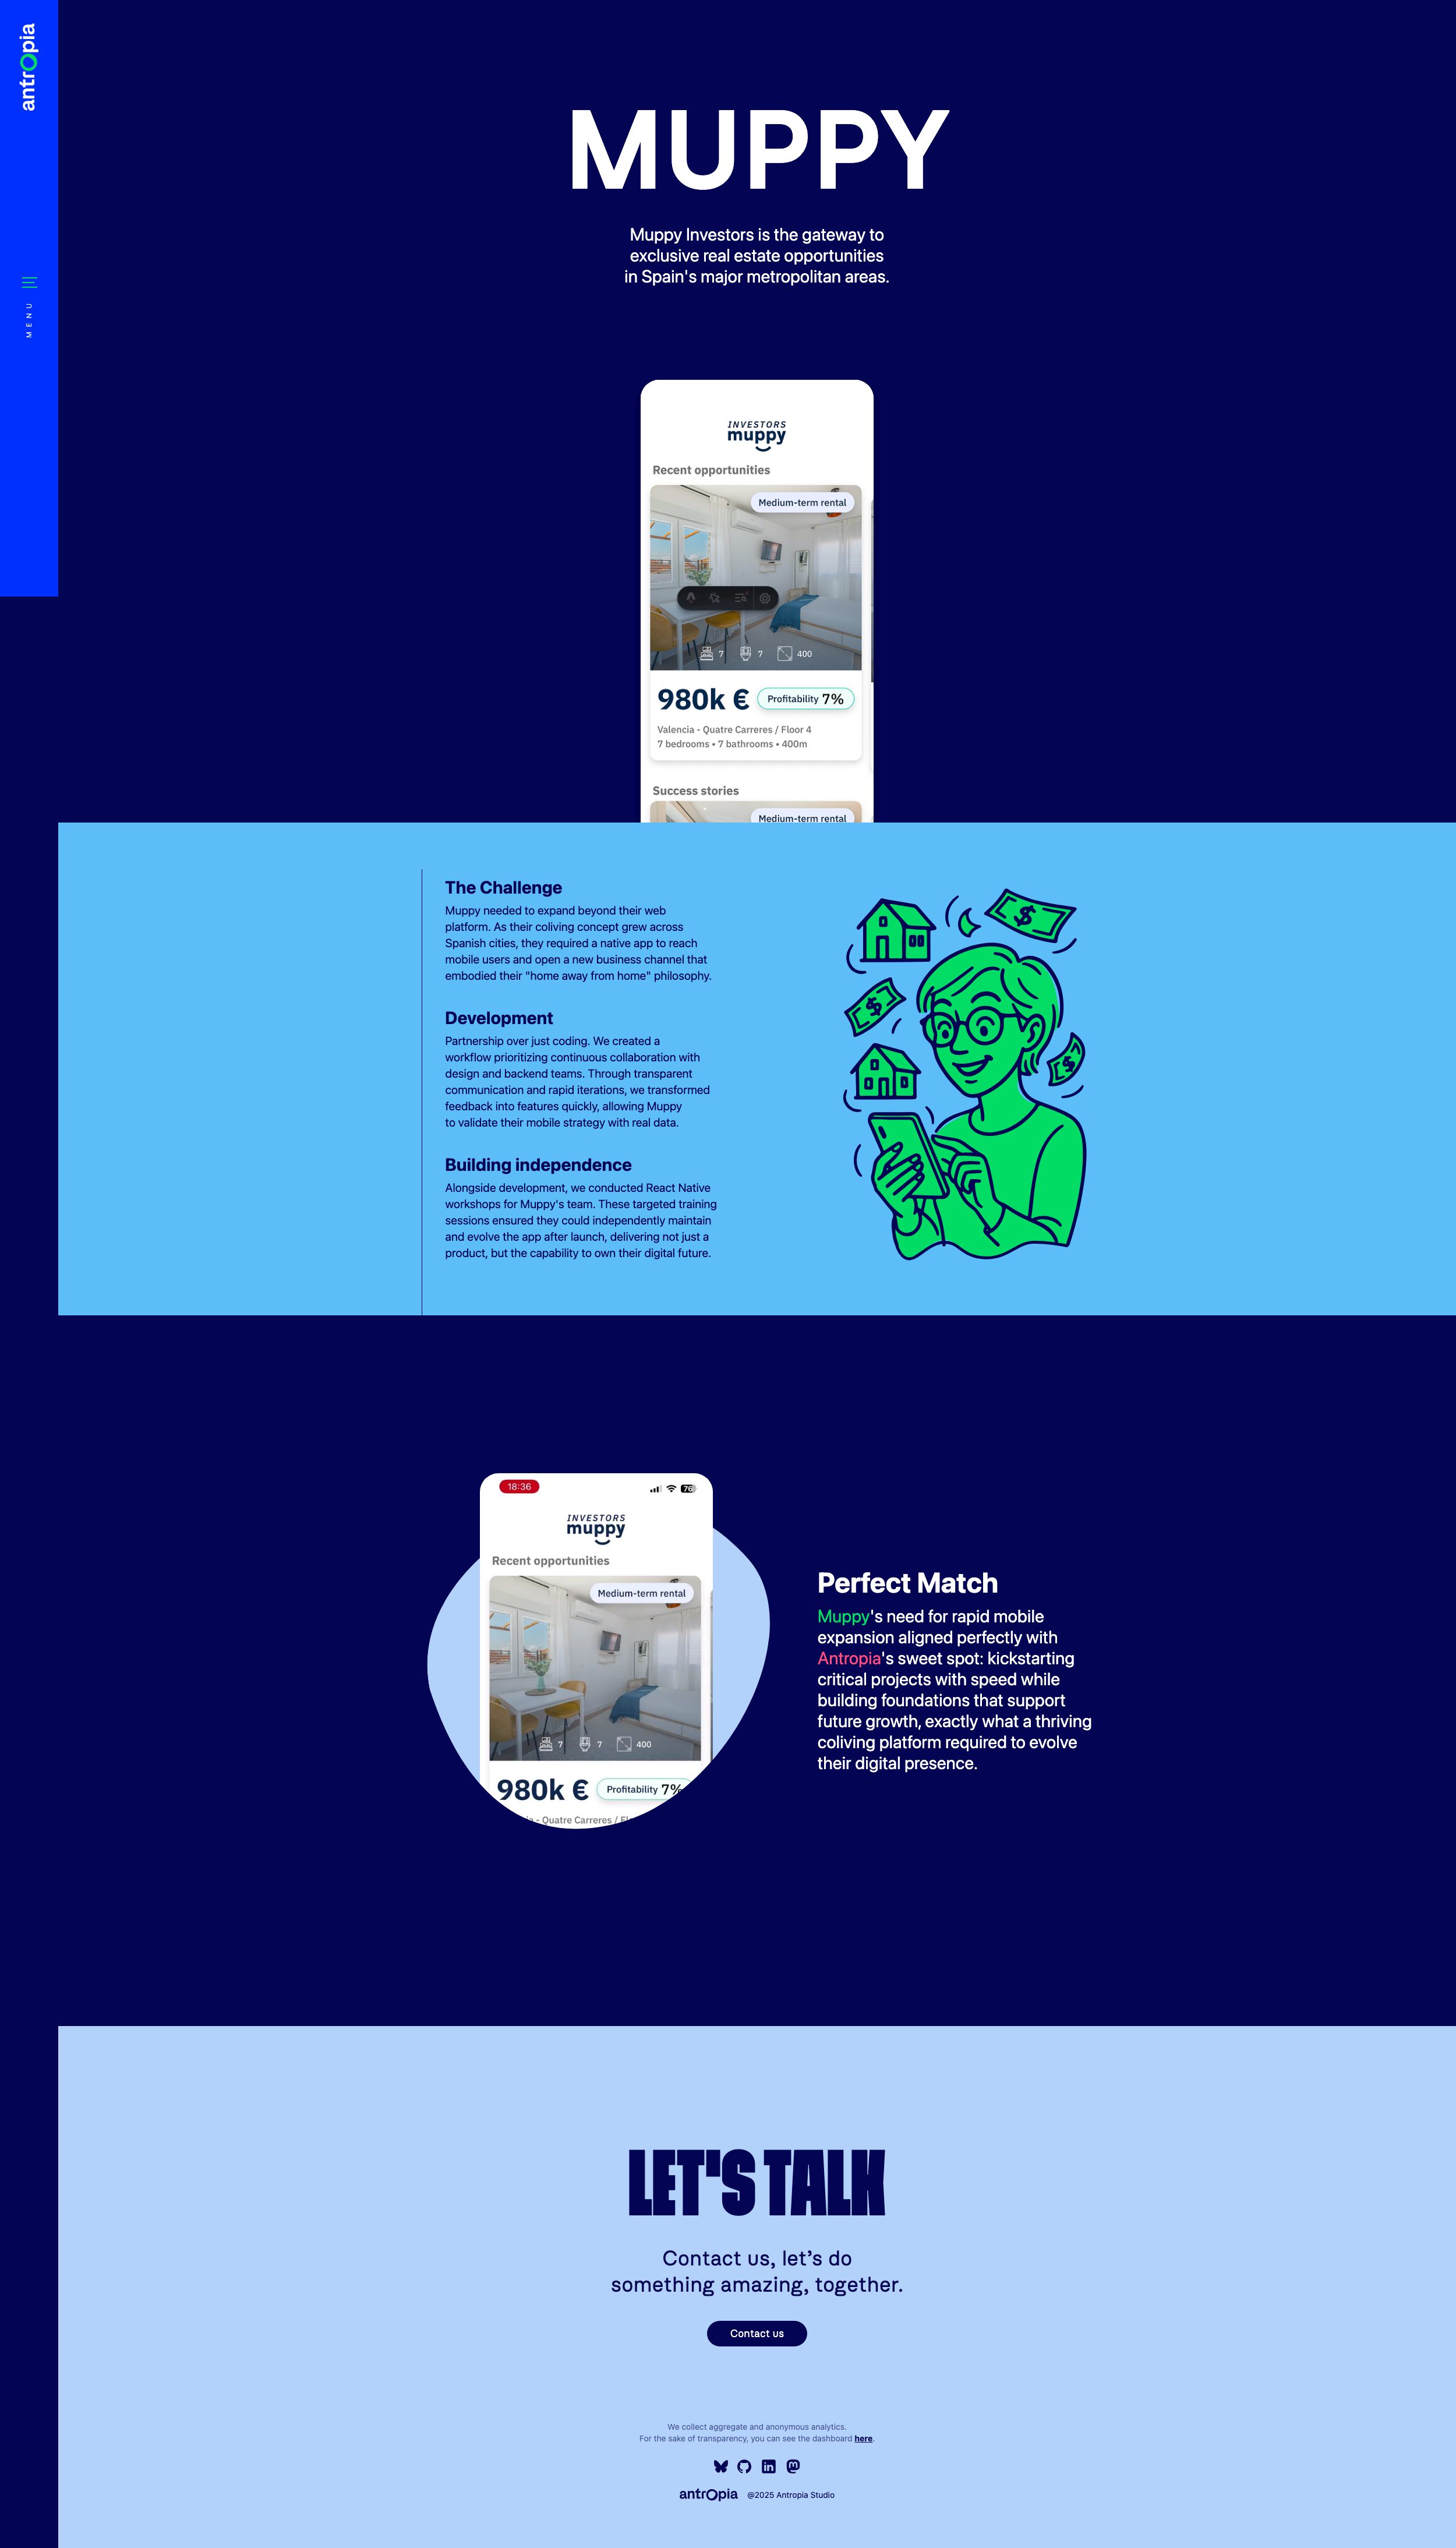 antropia
MENU
MUPPY
Muppy Investors is the gateway to
exclusive real estate opportunities
in Spain's major metropolitan areas.
INVESTORS
muppy
Recent opportunities
Medium-term rental
7 7 400
980k €
Profitability 7%
Valencia - Quatre Carreres / Floor 4
7 bedrooms • 7 bathrooms • 400m
Success stories
Medium-term rental
The Challenge
Muppy needed to expand beyond their web
platform. As their coliving concept grew across
Spanish cities, they required a native app to reach
mobile users and open a new business channel that
embodied their "home away from home" philosophy.
Development
Partnership over just coding. We created a
workflow prioritizing continuous collaboration with
design and backend teams. Through transparent
communication and rapid iterations, we transformed
feedback into features quickly, allowing Muppy
to validate their mobile strategy with real data.
Building independence
Alongside development, we conducted React Native
workshops for Muppy's team. These targeted training
sessions ensured they could independently maintain
and evolve the app after launch, delivering not just a
product, but the capability to own their digital future.
$
$
$
18:36
INVESTORS
muppy
Recent opportunities
Medium-term rental
7 7 400
980k €
Profitability 7%
- Quatre Carreres /
Perfect Match
Muppy's need for rapid mobile
expansion aligned perfectly with
Antropia's sweet spot: kickstarting
critical projects with speed while
building foundations that support
future growth, exactly what a thriving
coliving platform required to evolve
their digital presence.
LET'S TALK
Contact us, let’s do
something amazing, together.
Contact us
We collect aggregate and anonymous analytics.
For the sake of transparency, you can see the dashboard here.
antropia @2025 Antropia Studio